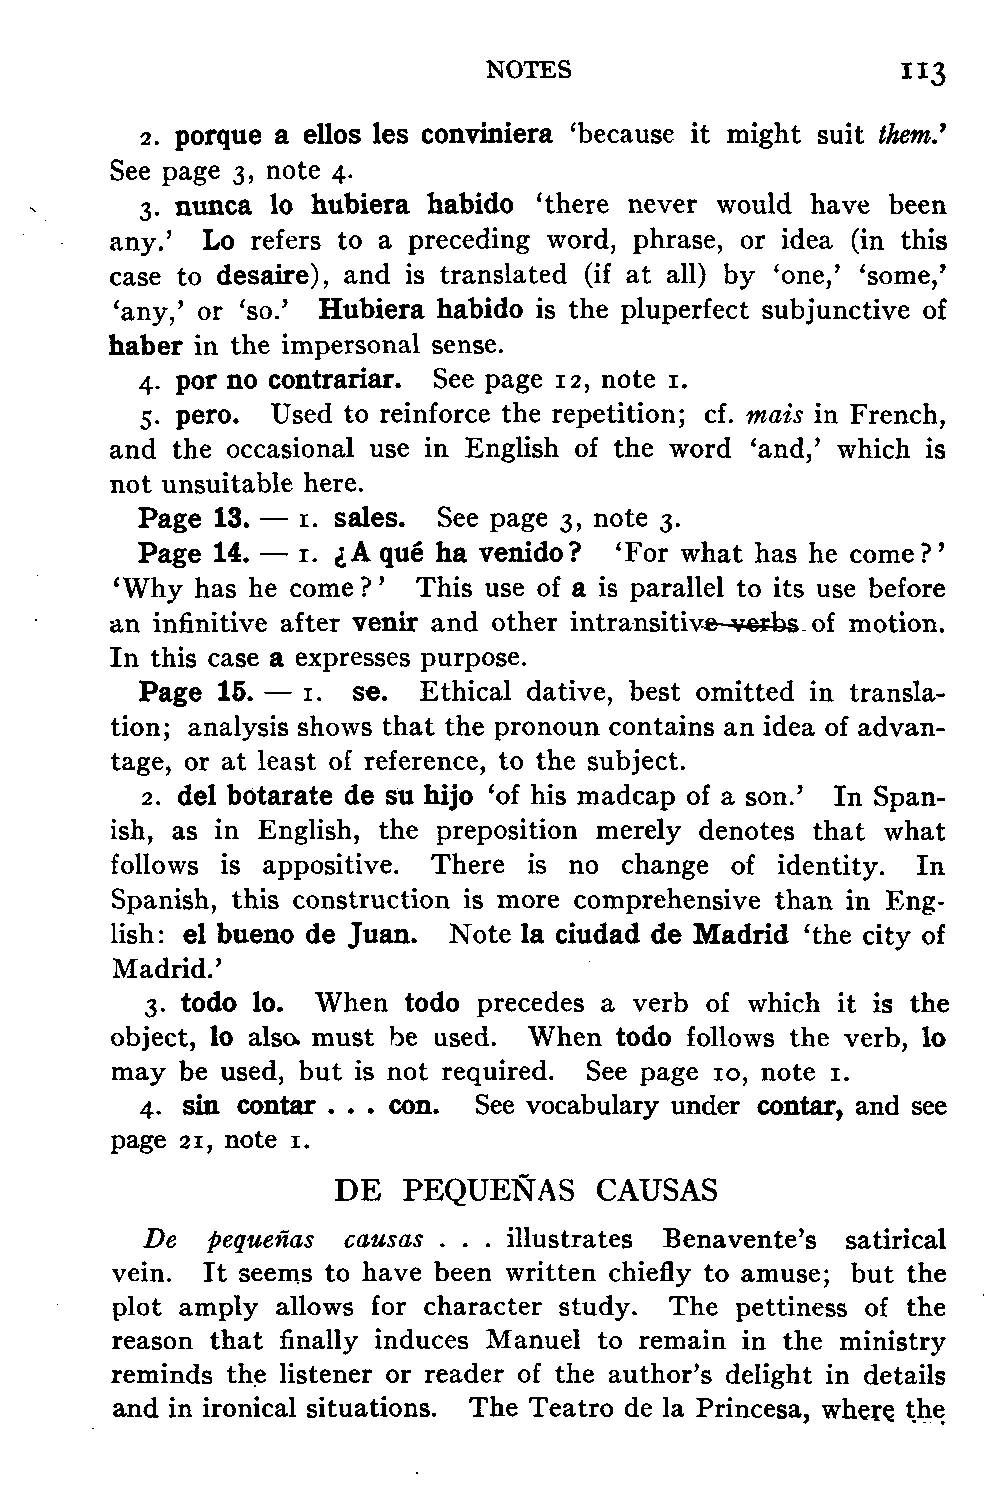 NOTES 113
2. porque a ellos les conviniera ‘because it might suit them.’
See page 3, note 4.
3. nunca lo hubiera habido ‘there never would have been
any.’ Lo refers to a preceding word, phrase, or idea (in this
case to desaire), and is translated (if at all) by ‘one,’ ‘some,’
‘any,’ or ‘so.’ Hubiera habido is the pluperfect subjunctive of
haber in the impersonal sense.
4. por no contrariar. See page 12, note 1.
5. pero. Used to reinforce the repetition; cf. mais in French,
and the occasional use in English of the word ‘and,’ which is
not unsuitable here.
Page 13. — 1. sales. See page 3, note 3.
Page 14. — 1. ¿A qué ha venido? ‘For what has he come?’
‘Why has he come?’ This use of a is parallel to its use before
an infinitive after venir and other intransitive verbs of motion.
In this case a expresses purpose.
Page 15. — 1. se. Ethical dative, best omitted in transla-
tion; analysis shows that the pronoun contains an idea of advan-
tage, or at least of reference, to the subject.
2. del botarate de su hijo ‘of his madcap of a son.’ In Span-
ish, as in English, the preposition merely denotes that what
follows is appositive. There is no change of identity. In
Spanish, this construction is more comprehensive than in Eng-
lish: el bueno de Juan. Note la ciudad de Madrid ‘the city of
Madrid.’
3. todo lo. When todo precedes a verb of which it is the
object, lo also must be used. When todo follows the verb, lo
may be used, but is not required. See page 10, note 1.
4. sin contar . . . con. See vocabulary under contar, and see
page 21, note 1.
DE PEQUEÑAS CAUSAS
De pequeñas causas . . . illustrates Benavente’s satirical
vein. It seems to have been written chiefly to amuse; but the
plot amply allows for character study. The pettiness of the
reason that finally induces Manuel to remain in the ministry
reminds the listener or reader of the author’s delight in details
and in ironical situations. The Teatro de la Princesa, where the